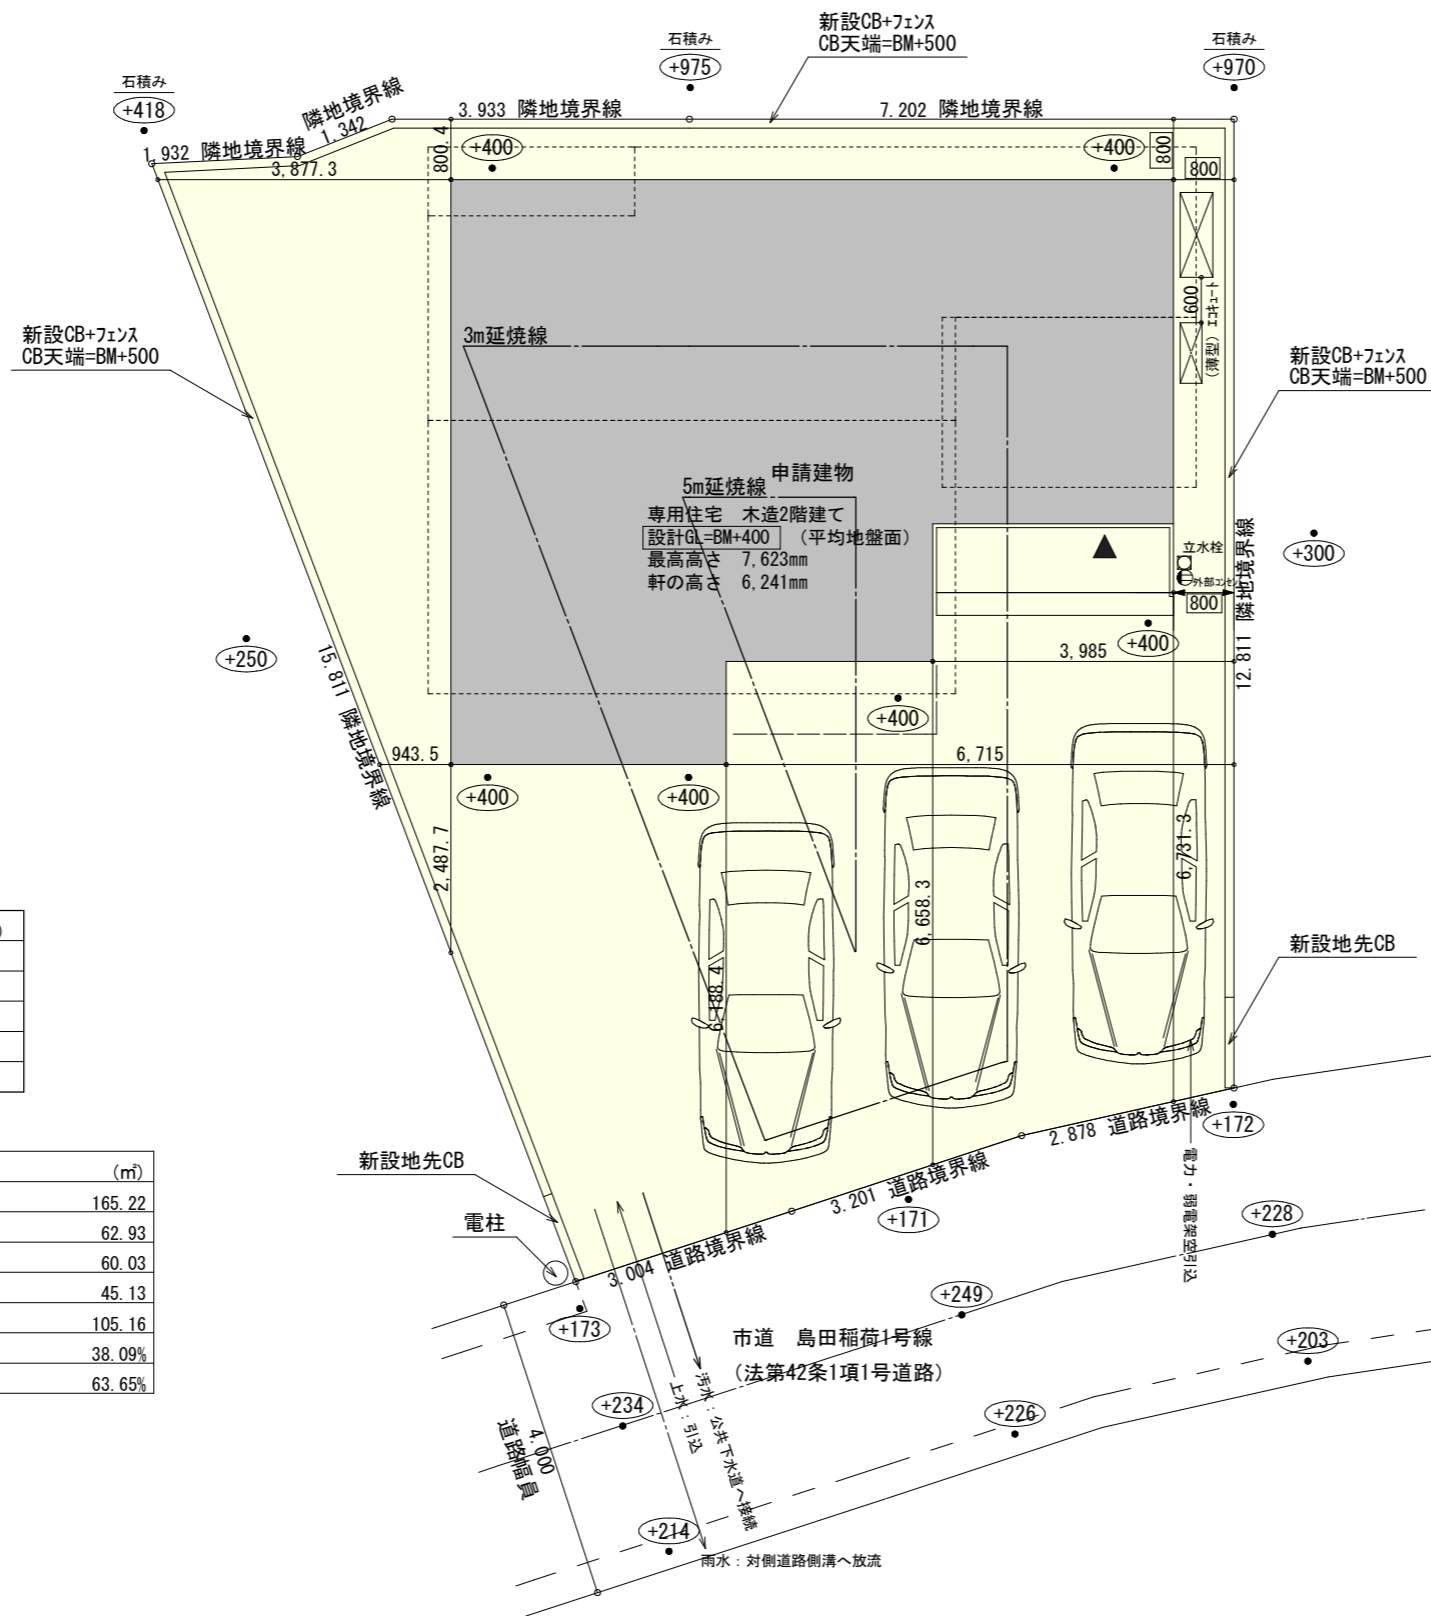 新設CB+フェンス
CB天端=BM+500
石積み
+975
石積み
+970
石積み
+418
隣地境界線
1.342
3.933 隣地境界線
7.202 隣地境界線
1,932 隣地境界線
3,877.3
800.4
+400
+400
800
800
600
エコキュート
(薄型)
新設CB+フェンス
CB天端=BM+500
3m延焼線
新設CB+フェンス
CB天端=BM+500
申請建物
5m延焼線
専用住宅 木造2階建て
設計GL=BM+400 (平均地盤面)
最高高さ 7,623mm
軒の高さ 6,241mm
立水栓
外部コンセント
800
+300
12.811 隣地境界線
+250
15.811 隣地境界線
+400
3,985
+400
943.5
6,715
+400
+400
2,487.7
6,188.4
6,658.3
6,731.3
新設地先CB
)
(㎡)
165.22
62.93
60.03
45.13
105.16
38.09%
63.65%
新設地先CB
電柱
3.004 道路境界線
3.201 道路境界線
2.878 道路境界線
+172
+171
+173
電力・弱電架空引込
+228
+249
+203
市道 島田稲荷1号線
(法第42条1項1号道路)
+234
+226
+214
4.000
道路幅員
上水:引込
汚水:公共下水道へ接続
雨水:対側道路側溝へ放流